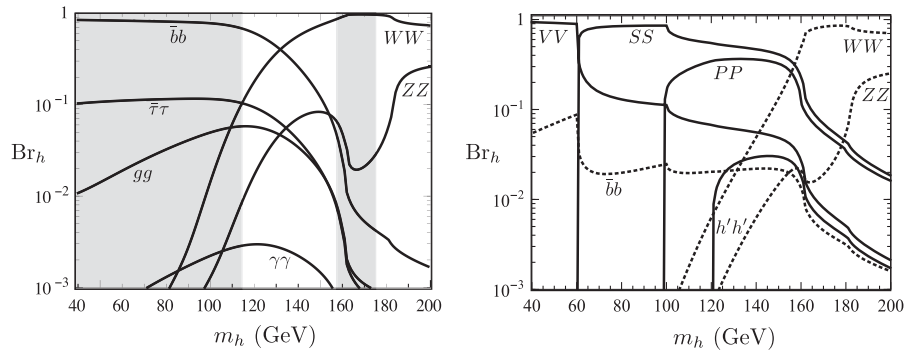 1
10⁻¹
Br_h
10⁻²
10⁻³
b̄b
WW
ZZ
τ̄τ
gg
γγ
40 60 80 100 120 140 160 180 200
m_h (GeV)
1
10⁻¹
Br_h
10⁻²
10⁻³
VV
SS
WW
PP
ZZ
b̄b
h′h′
40 60 80 100 120 140 160 180 200
m_h (GeV)